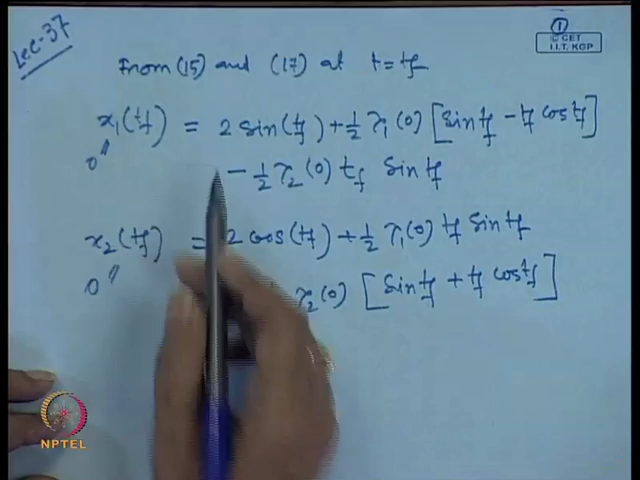 Lec-37
①
© CET
I.I.T. KGP
From (15) and (17) at t = tf
x₁(tf) = 2 sin(tf) + ½ λ₁(0) [sin tf - tf cos tf]
0"
- ½ λ₂(0) tf sin tf
x₂(tf) = 2 cos(tf) + ½ λ₁(0) tf sin tf
0"
λ₂(0) [sin tf + tf cos tf]
NPTEL